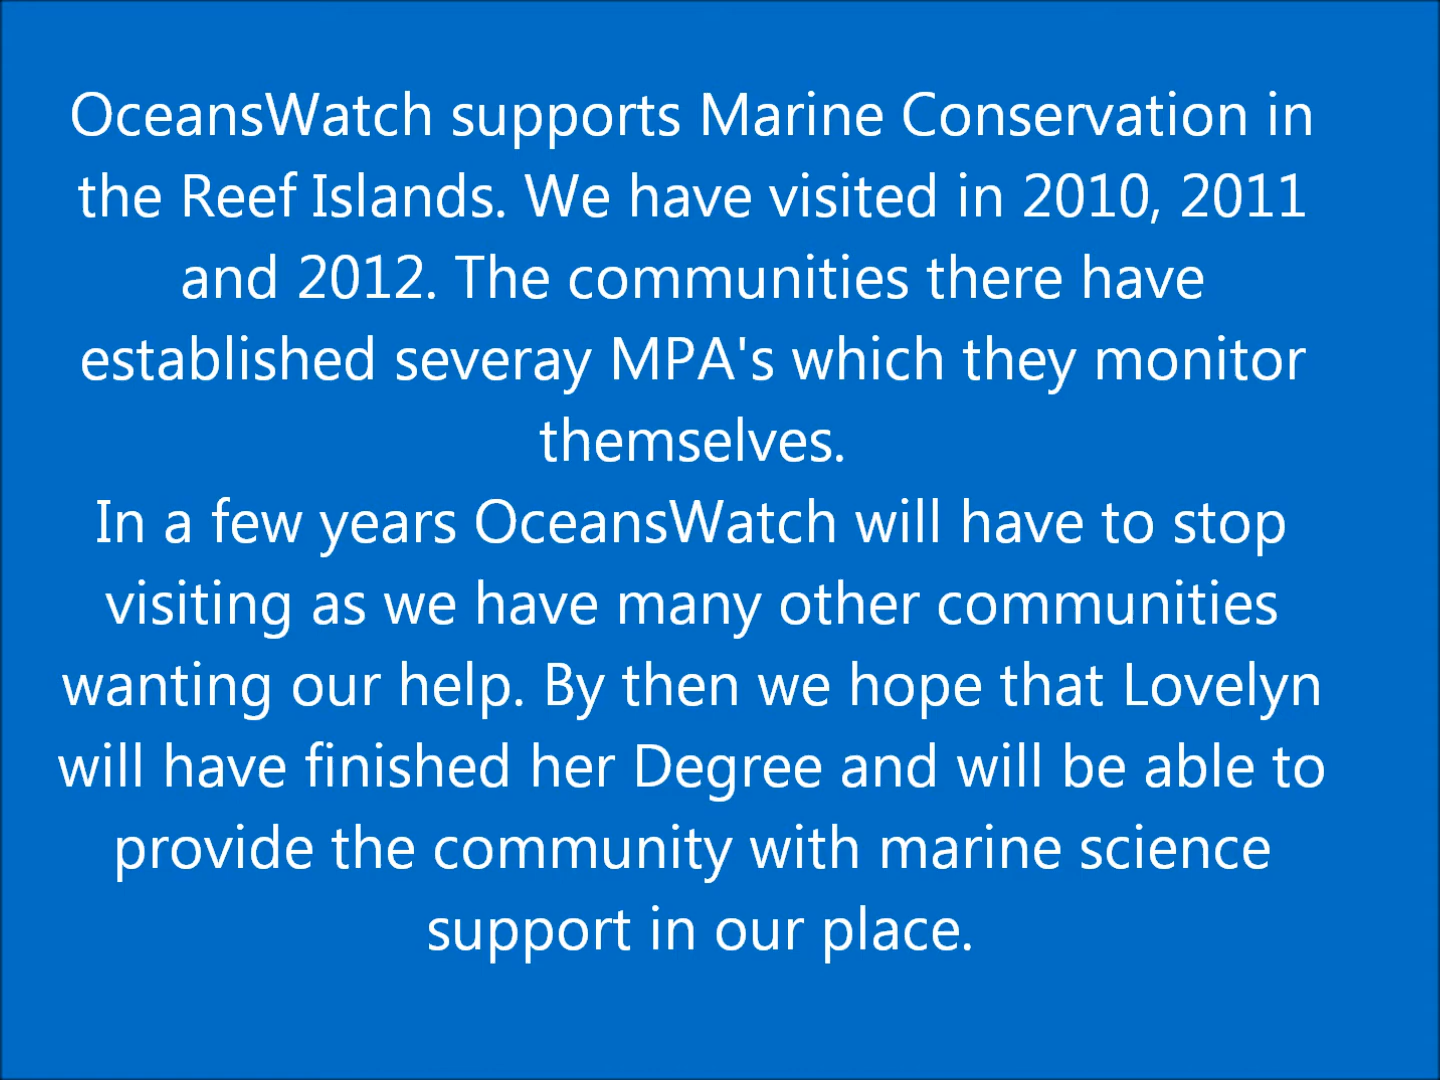 OceansWatch supports Marine Conservation in
the Reef Islands. We have visited in 2010, 2011
and 2012. The communities there have
established severay MPA's which they monitor
themselves.
In a few years OceansWatch will have to stop
visiting as we have many other communities
wanting our help. By then we hope that Lovelyn
will have finished her Degree and will be able to
provide the community with marine science
support in our place.